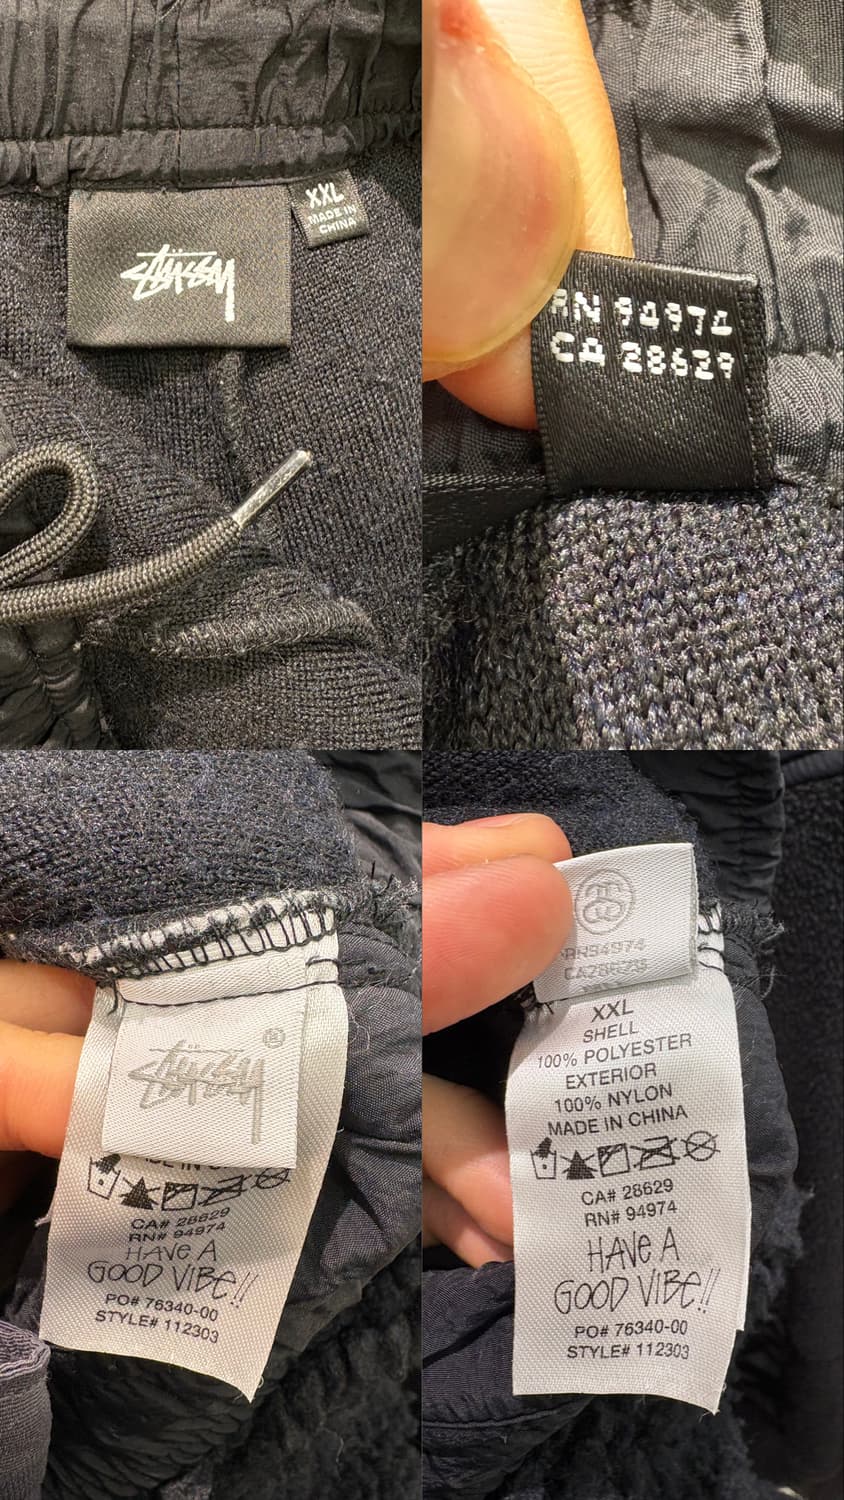 STÜSSY
XXL
MADE IN
CHINA
RN 94974
CA 28629
STÜSSY
®
CA# 28629
RN# 94974
HAVE A
GOOD VIBE!!
PO# 76340-00
STYLE# 112303
RN94974
XXL
SHELL
100% POLYESTER
EXTERIOR
100% NYLON
MADE IN CHINA
CA# 28629
RN# 94974
HAVE A
GOOD VIBE!!
PO# 76340-00
STYLE# 112303